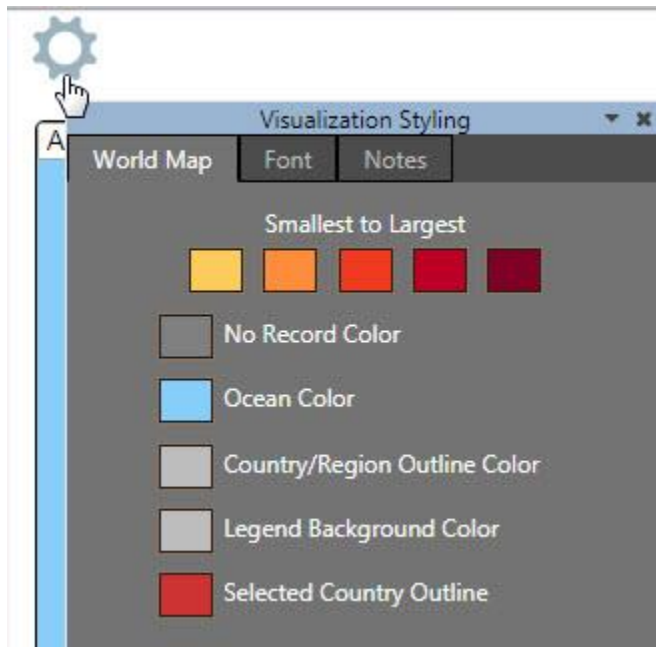 Visualization Styling
A
World Map Font Notes
Smallest to Largest
No Record Color
Ocean Color
Country/Region Outline Color
Legend Background Color
Selected Country Outline